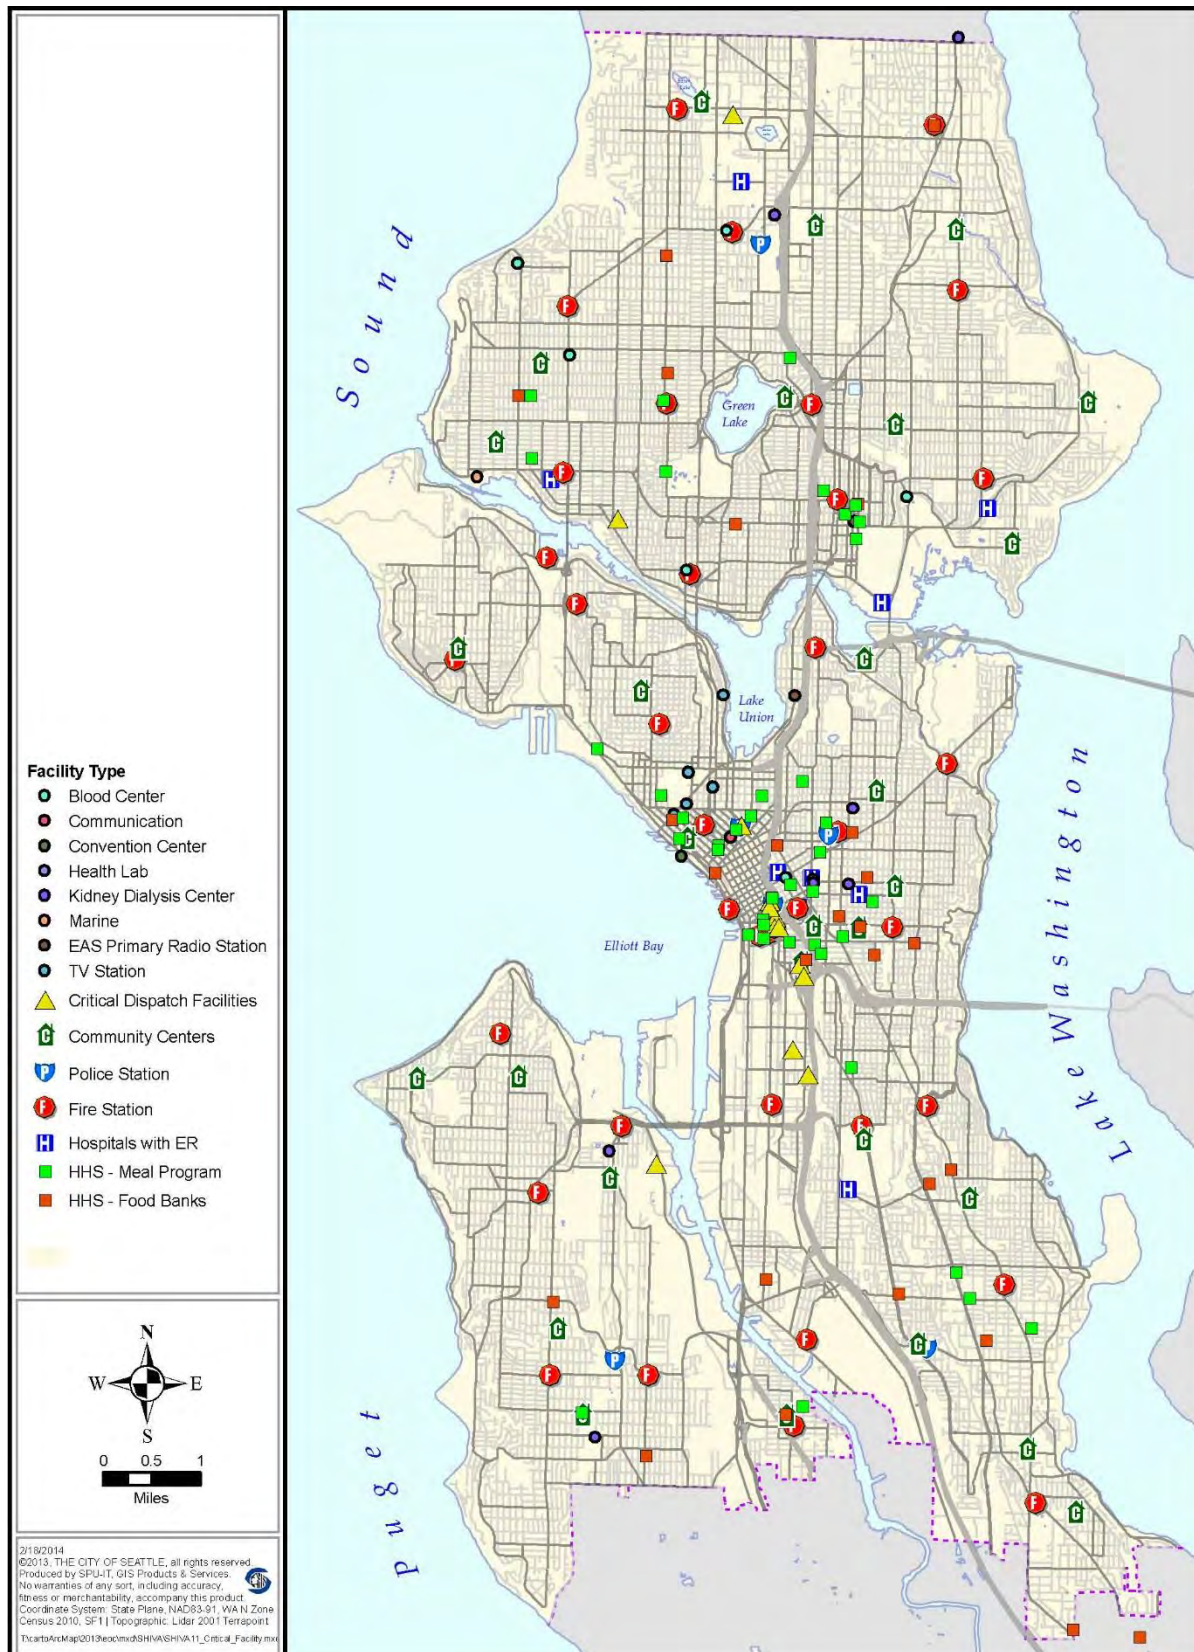 Facility Type
Blood Center
Communication
Convention Center
Health Lab
Kidney Dialysis Center
Marine
EAS Primary Radio Station
TV Station
Critical Dispatch Facilities
Community Centers
Police Station
Fire Station
Hospitals with ER
HHS - Meal Program
HHS - Food Banks
N
W E
S
0 0.5 1
Miles
2/18/2014
©2013, THE CITY OF SEATTLE, all rights reserved.
Produced by SPU-IT, GIS Products & Services.
No warranties of any sort, including accuracy,
fitness or merchantability, accompany this product.
Coordinate System: State Plane, NAD83-91, WA N Zone
Census 2010, SF1 | Topographic: Lidar 2001 Terrapoint
Puget Sound
Green
Lake
Lake
Union
Elliott Bay
Lake Washington